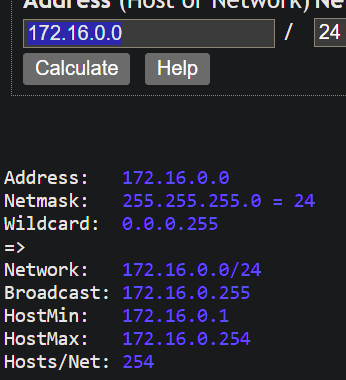 Address (Host or Network) Ne
172.16.0.0 / 24
Calculate Help
Address: 172.16.0.0
Netmask: 255.255.255.0 = 24
Wildcard: 0.0.0.255
=>
Network: 172.16.0.0/24
Broadcast: 172.16.0.255
HostMin: 172.16.0.1
HostMax: 172.16.0.254
Hosts/Net: 254